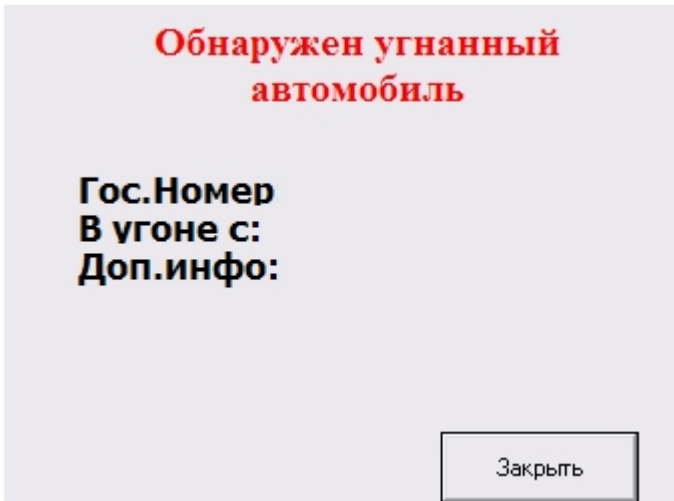 Обнаружен угнанный
автомобиль
Гос.Номер
В угоне с:
Доп.инфо:
Закрыть